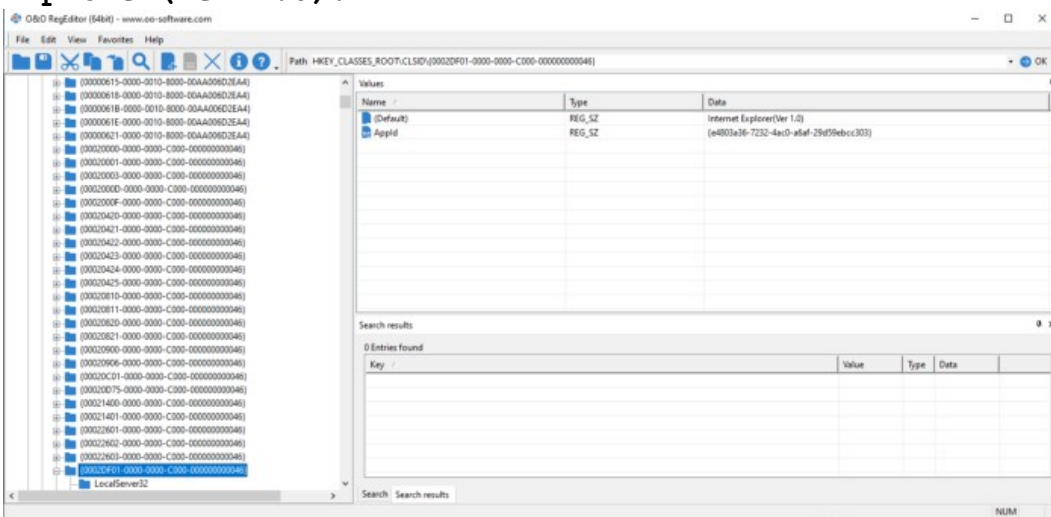 O&O RegEditor (64bit) - www.oo-software.com
File Edit View Favorites Help
Path HKEY_CLASSES_ROOT\CLSID\{0002DF01-0000-0000-C000-000000000046}
OK
{00000615-0000-0010-8000-00AA006D2EA4}
{00000618-0000-0010-8000-00AA006D2EA4}
{0000061B-0000-0010-8000-00AA006D2EA4}
{0000061E-0000-0010-8000-00AA006D2EA4}
{00000621-0000-0010-8000-00AA006D2EA4}
{00020000-0000-0000-C000-000000000046}
{00020001-0000-0000-C000-000000000046}
{00020003-0000-0000-C000-000000000046}
{0002000D-0000-0000-C000-000000000046}
{0002000F-0000-0000-C000-000000000046}
{00020420-0000-0000-C000-000000000046}
{00020421-0000-0000-C000-000000000046}
{00020422-0000-0000-C000-000000000046}
{00020423-0000-0000-C000-000000000046}
{00020424-0000-0000-C000-000000000046}
{00020425-0000-0000-C000-000000000046}
{00020810-0000-0000-C000-000000000046}
{00020811-0000-0000-C000-000000000046}
{00020820-0000-0000-C000-000000000046}
{00020821-0000-0000-C000-000000000046}
{00020900-0000-0000-C000-000000000046}
{00020906-0000-0000-C000-000000000046}
{00020C01-0000-0000-C000-000000000046}
{00020D75-0000-0000-C000-000000000046}
{00021400-0000-0000-C000-000000000046}
{00021401-0000-0000-C000-000000000046}
{00022601-0000-0000-C000-000000000046}
{00022602-0000-0000-C000-000000000046}
{00022603-0000-0000-C000-000000000046}
{0002DF01-0000-0000-C000-000000000046}
LocalServer32
Values
Name Type Data
(Default) REG_SZ Internet Explorer(Ver 1.0)
AppId REG_SZ {e4803a36-7232-4ac0-a6af-29d59ebcc303}
Search results
0 Entries found
Key Value Type Data
Search Search results
NUM